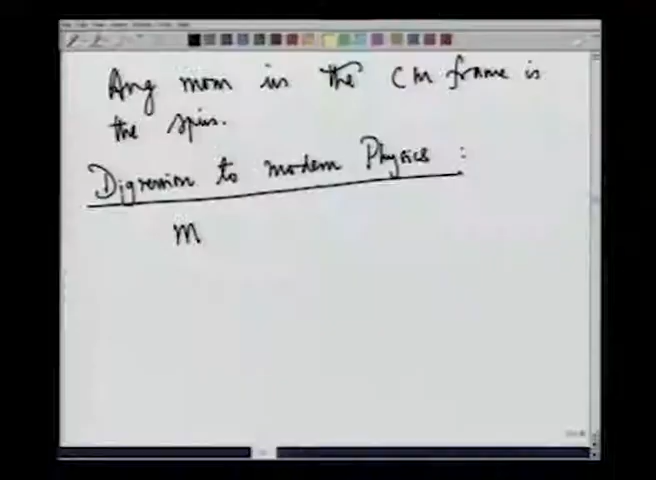 Ang mom in the CM frame is
the spin.
Digression to modern Physics :
m